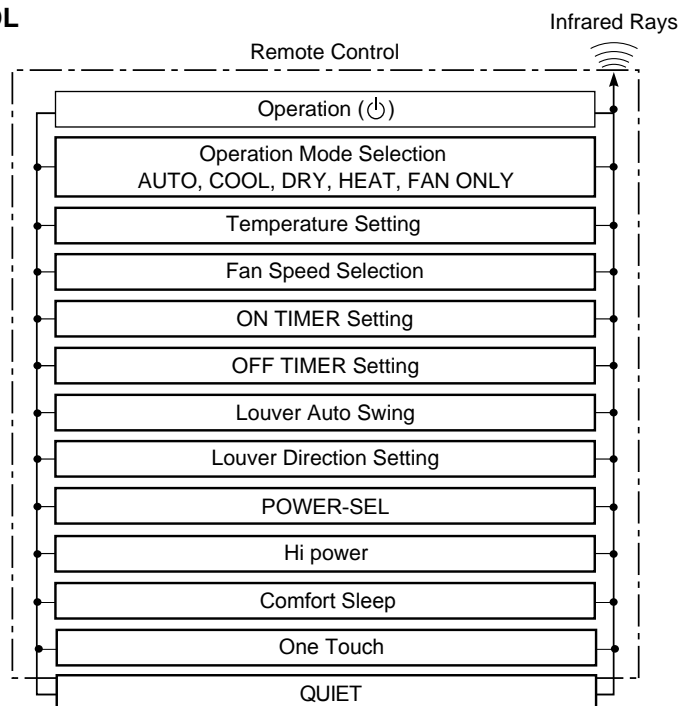 OL
Infrared Rays
Remote Control
Operation (⏻)
Operation Mode Selection
AUTO, COOL, DRY, HEAT, FAN ONLY
Temperature Setting
Fan Speed Selection
ON TIMER Setting
OFF TIMER Setting
Louver Auto Swing
Louver Direction Setting
POWER-SEL
Hi power
Comfort Sleep
One Touch
QUIET